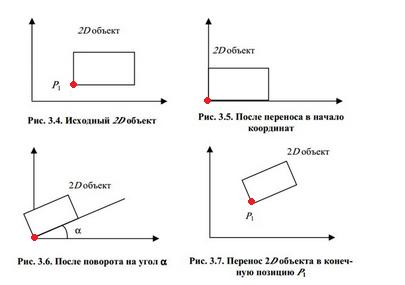 2D объект
P1
Рис. 3.4. Исходный 2D объект
2D объект
Рис. 3.5. После переноса в начало
координат
2D объект
α
Рис. 3.6. После поворота на угол α
2D объект
P1
Рис. 3.7. Перенос 2D объекта в конеч-
ную позицию P1